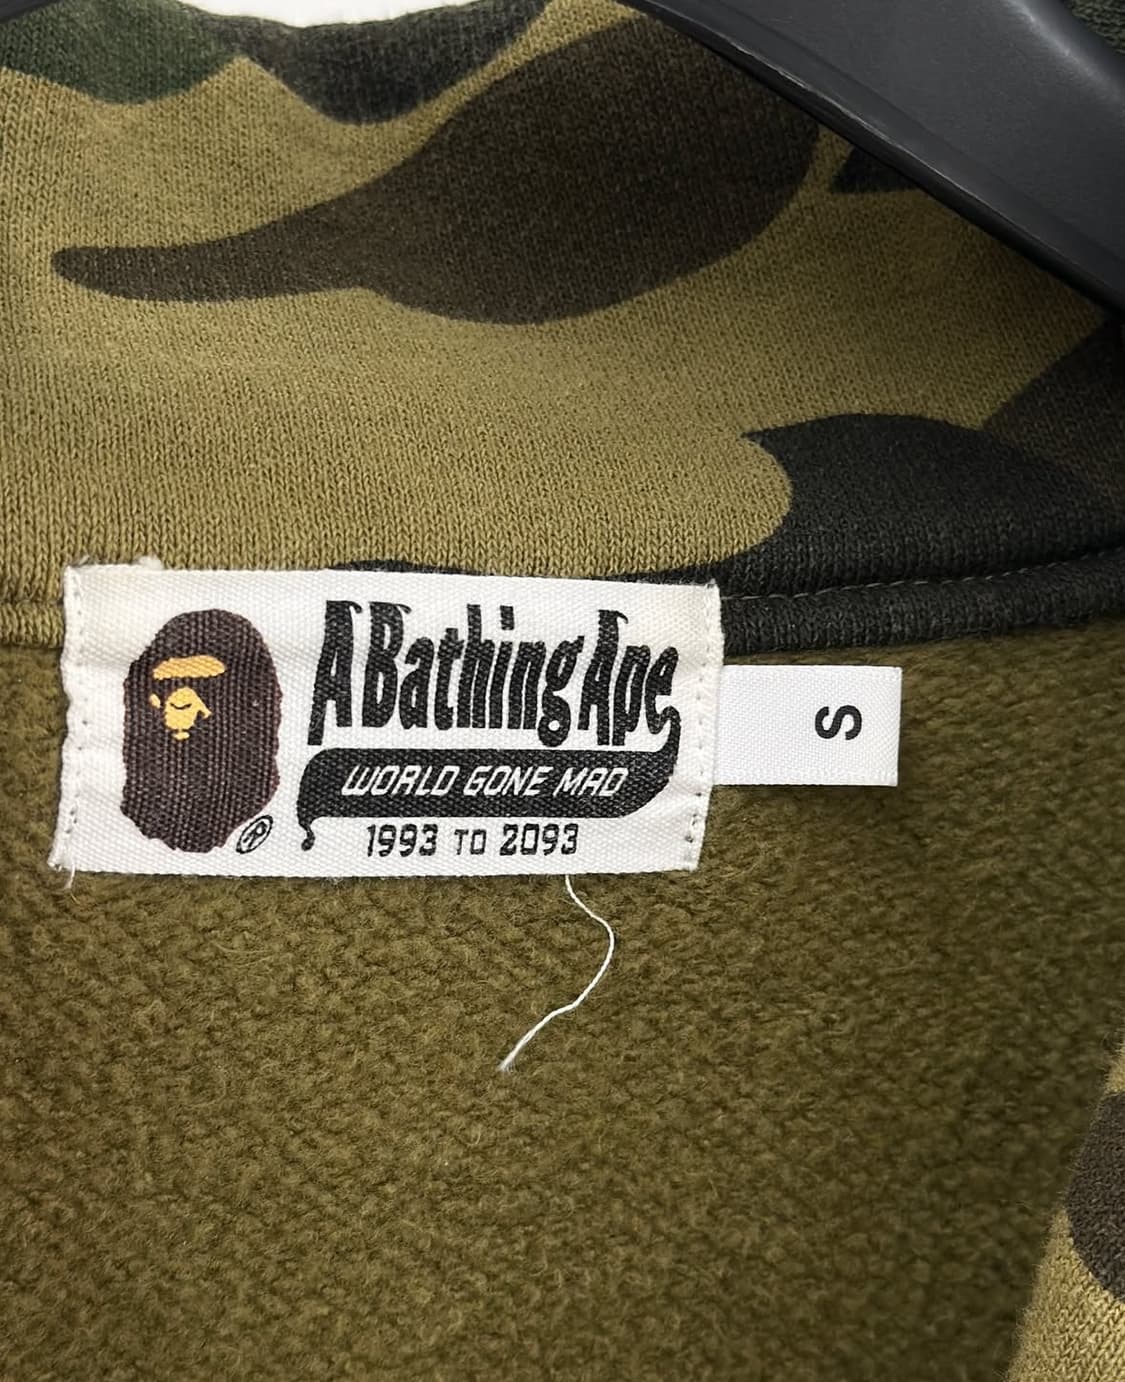 A Bathing Ape
WORLD GONE MAD
1993 TO 2093
®
S